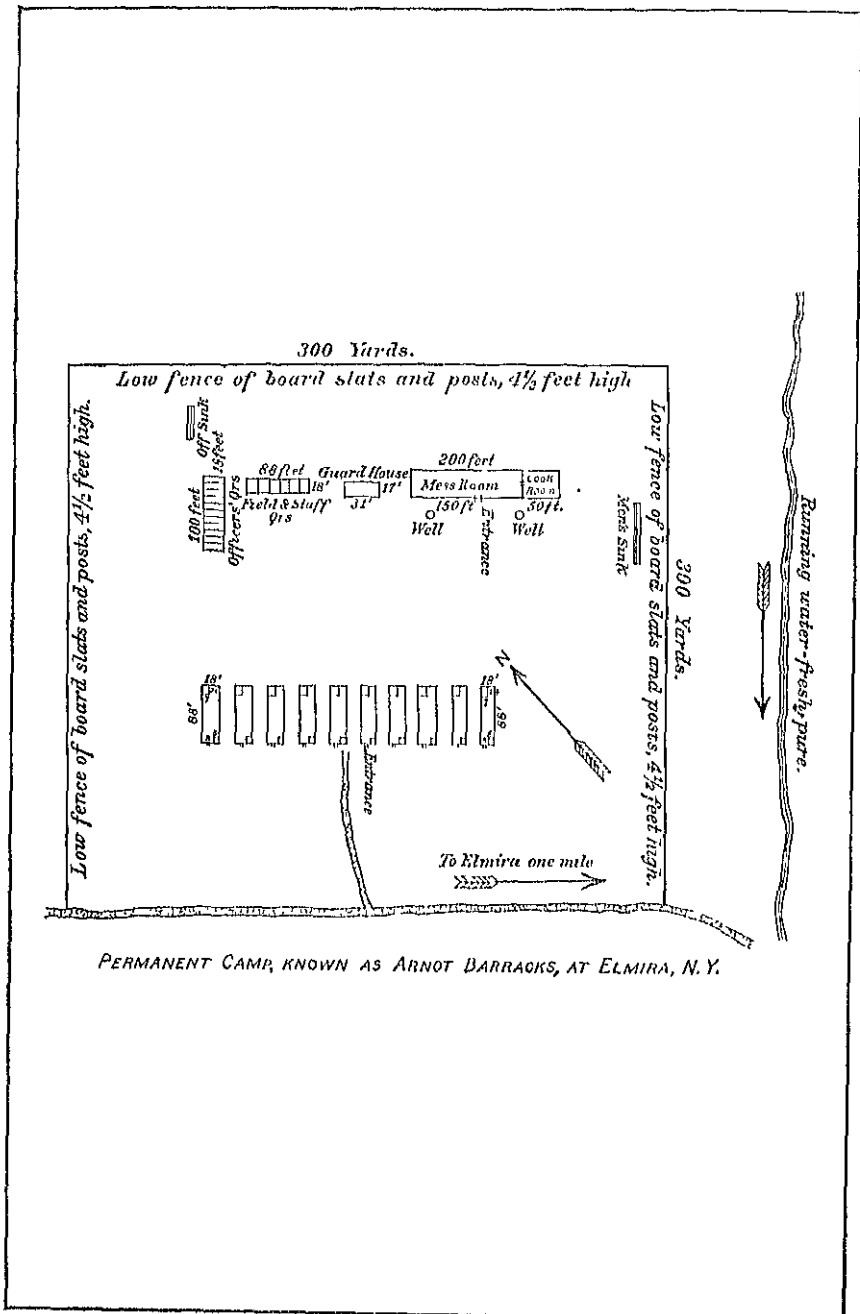 300 Yards.
Low fence of board slats and posts, 4½ feet high
Low fence of board slats and posts, 4½ feet high.
Off Sink
15 feet
100 feet
Officers' Qrs
88 feet
18'
Field & Staff
Qrs
Guard House
17'
31'
200 feet
Mess Room
150 ft
Cook
Room
50 ft.
Well
Entrance
Well
Men's Sink
Low fence of board slats and posts, 4½ feet high.
300 Yards.
Running water-fresh, pure.
N
18'
88'
18'
88'
Entrance
To Elmira one mile
PERMANENT CAMP, KNOWN AS ARNOT BARRACKS, AT ELMIRA, N.Y.